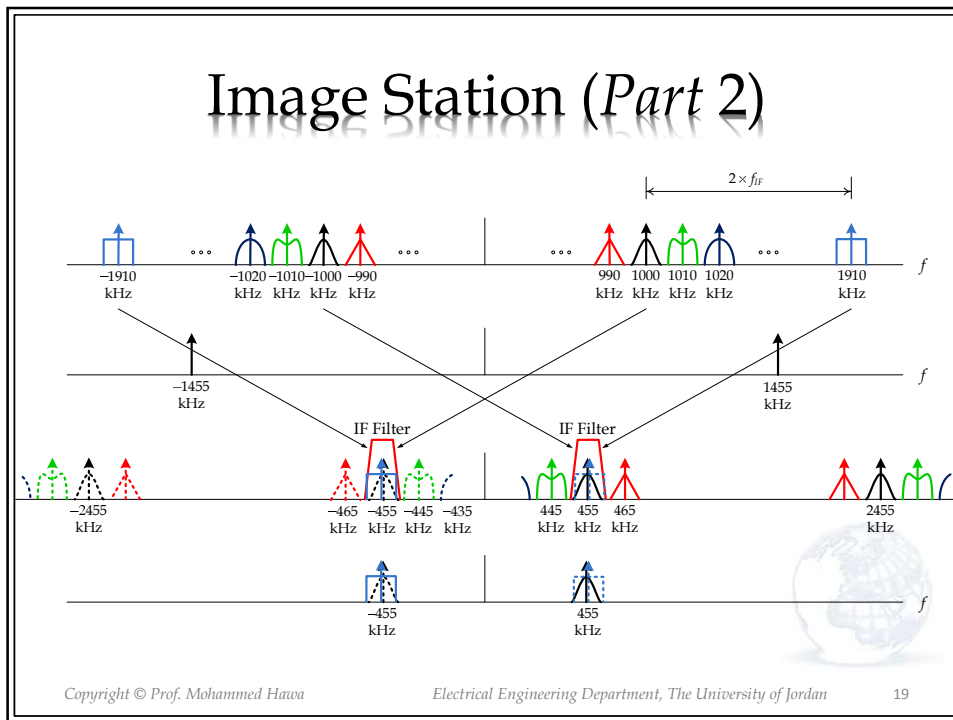 Image Station (Part 2)
2 × f_IF
∘∘∘ ∘∘∘ ∘∘∘ ∘∘∘ f
–1910 –1020 –1010 –1000 –990 990 1000 1010 1020 1910
kHz kHz kHz kHz kHz kHz kHz kHz kHz kHz
f
–1455 1455
kHz kHz
IF Filter IF Filter
–2455 –465 –455 –445 –435 445 455 465 2455
kHz kHz kHz kHz kHz kHz kHz kHz kHz
f
–455 455
kHz kHz
Copyright © Prof. Mohammed Hawa Electrical Engineering Department, The University of Jordan 19